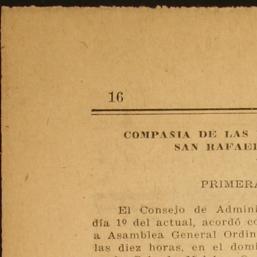 16
COMPAÑIA DE LAS
SAN RAFAEL
PRIMERA
El Consejo de Admini
día 1º del actual, acordó co
a Asamblea General Ordin
las diez horas, en el domi